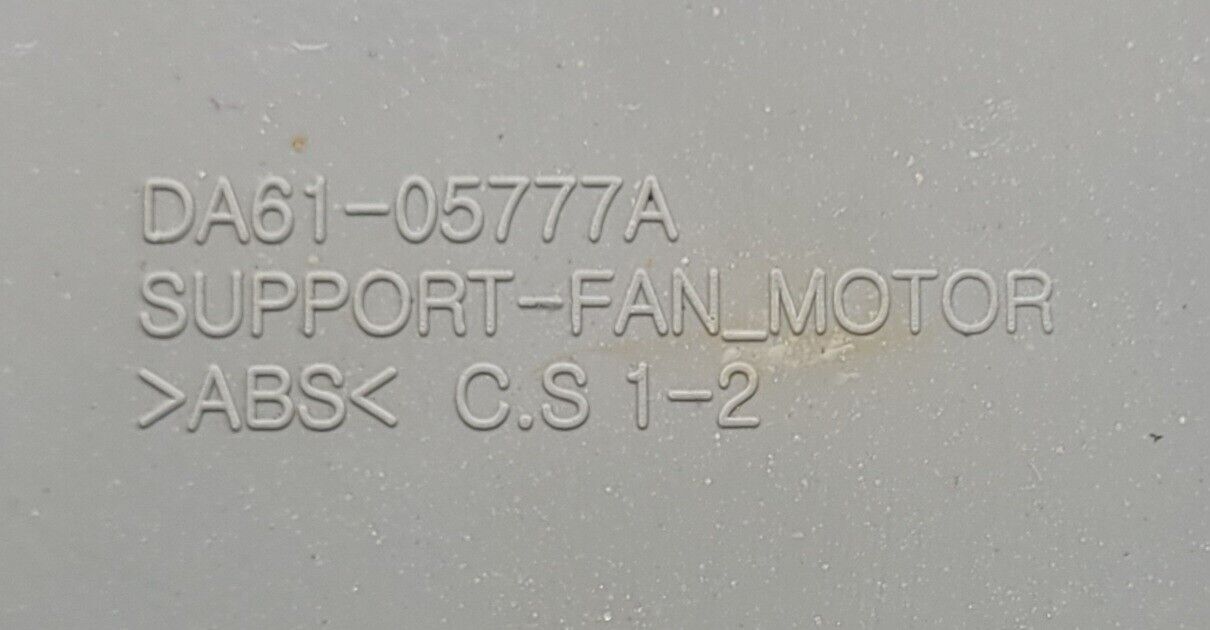 DA61-05777A
SUPPORT-FAN_MOTOR
>ABS< C.S 1-2